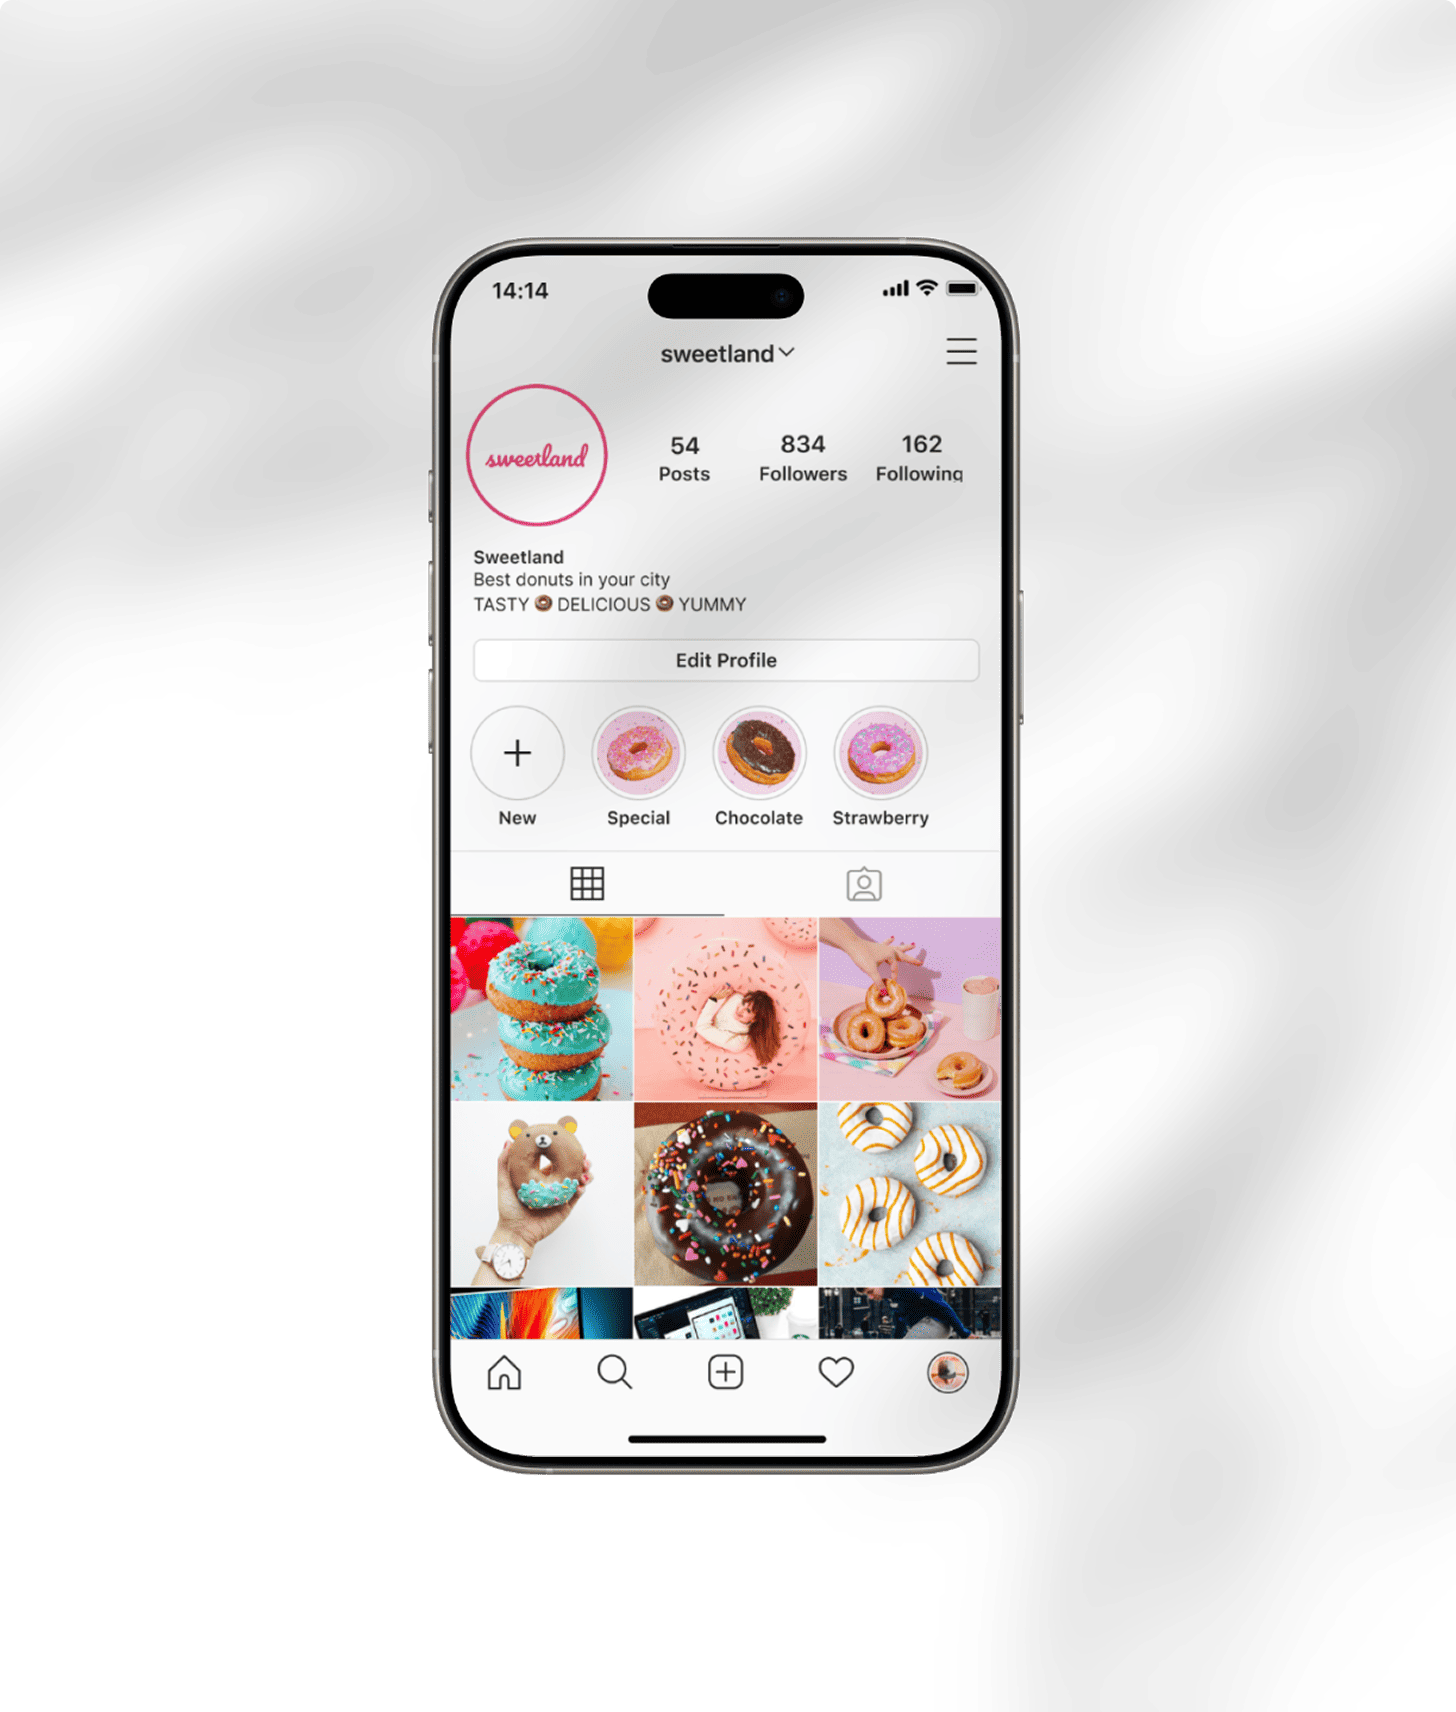 14:14
sweetland
sweetland
54
834
162
Posts
Followers
Following
Sweetland
Best donuts in your city
TASTY 🍩 DELICIOUS 🍩 YUMMY
Edit Profile
New
Special
Chocolate
Strawberry